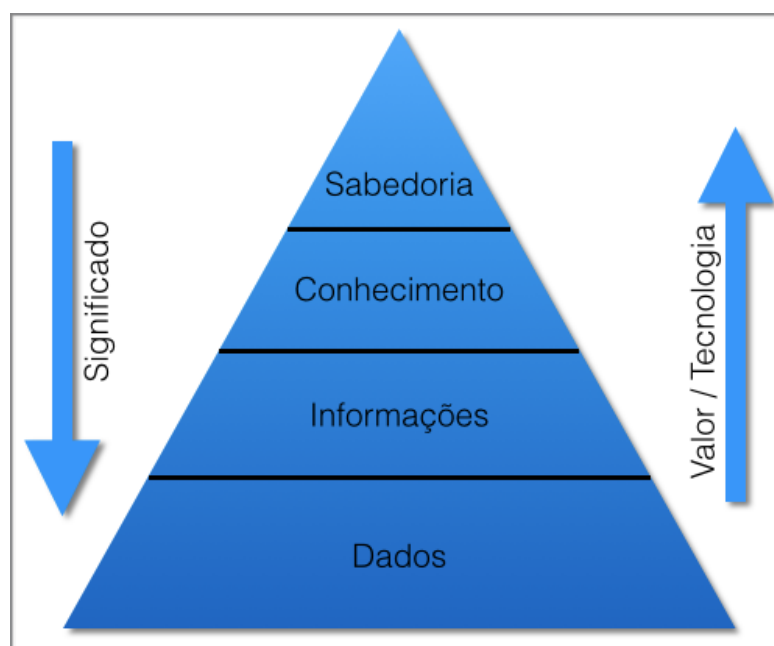 Sabedoria
Conhecimento
Informações
Dados
Significado
Valor / Tecnologia